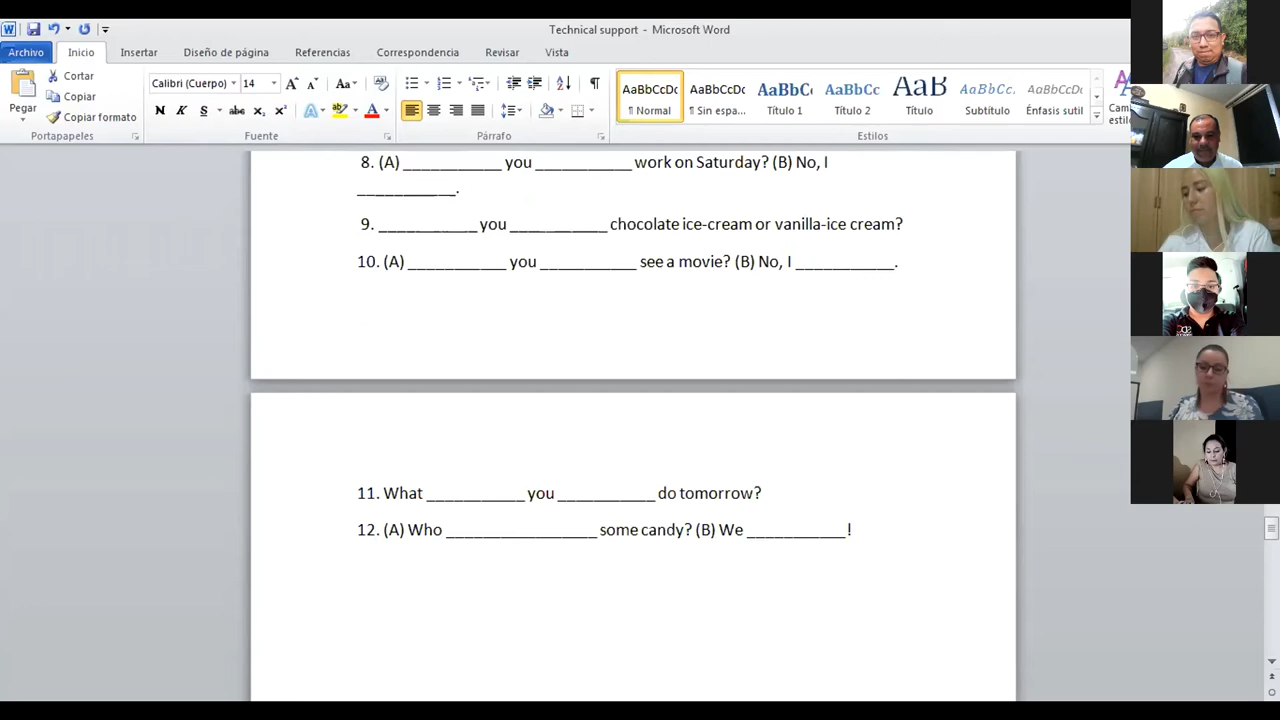 Technical support - Microsoft Word
Archivo Inicio Insertar Diseño de página Referencias Correspondencia Revisar Vista
Pegar
Cortar
Copiar
Copiar formato
Portapapeles
Calibri (Cuerpo) 14
N K S abc x₂ x²
Fuente
Párrafo
AaBbCcDc AaBbCcDc AaBbCc AaBbCc AaB AaBbCc. AaBbCcDc
¶ Normal ¶ Sin espa... Título 1 Título 2 Título Subtítulo Énfasis sutil
Estilos
8. (A) ___________ you ___________ work on Saturday? (B) No, I
___________.
9. ___________ you ___________ chocolate ice-cream or vanilla-ice cream?
10. (A) ___________ you ___________ see a movie? (B) No, I ___________.
11. What ___________ you ___________ do tomorrow?
12. (A) Who _________________ some candy? (B) We ___________!